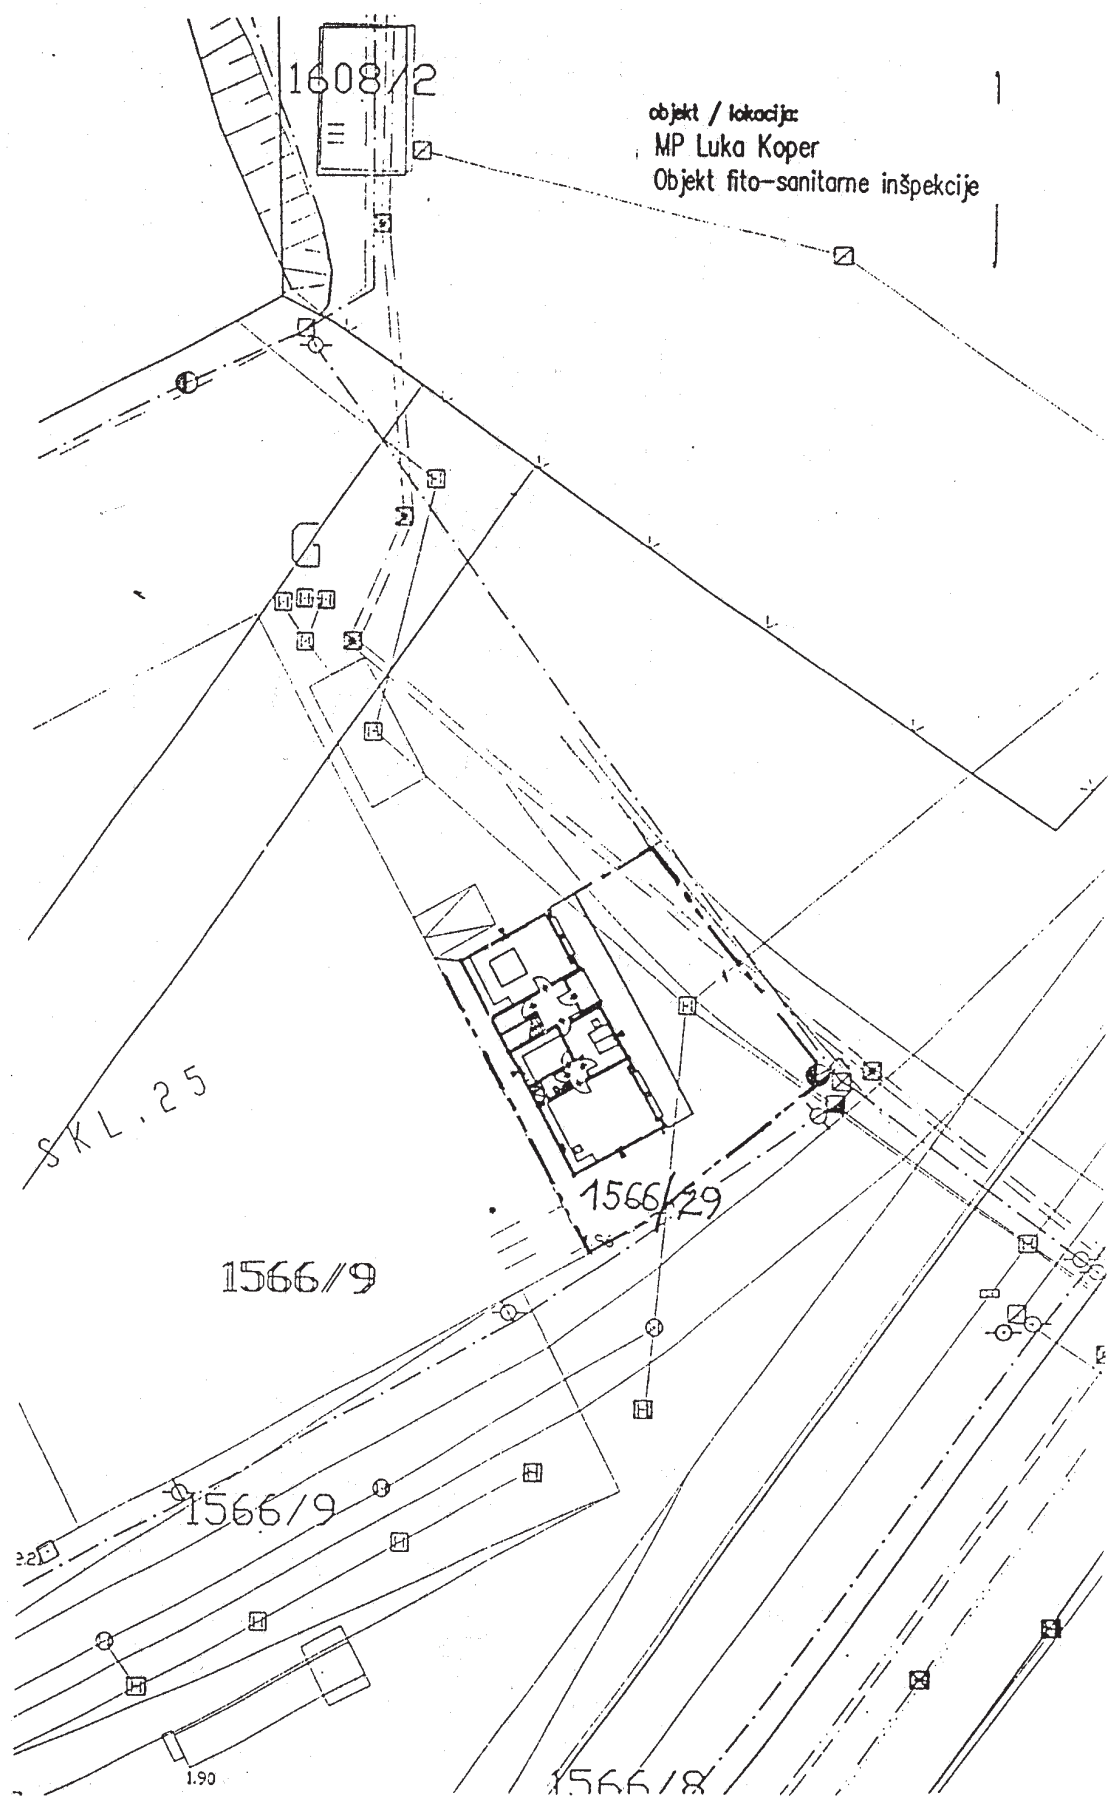 1608/2
objekt / lokacija:
MP Luka Koper
Objekt fito-sanitarne inšpekcije
SKL.25
1566/29
1566/9
1566/9
1.90
1566/8